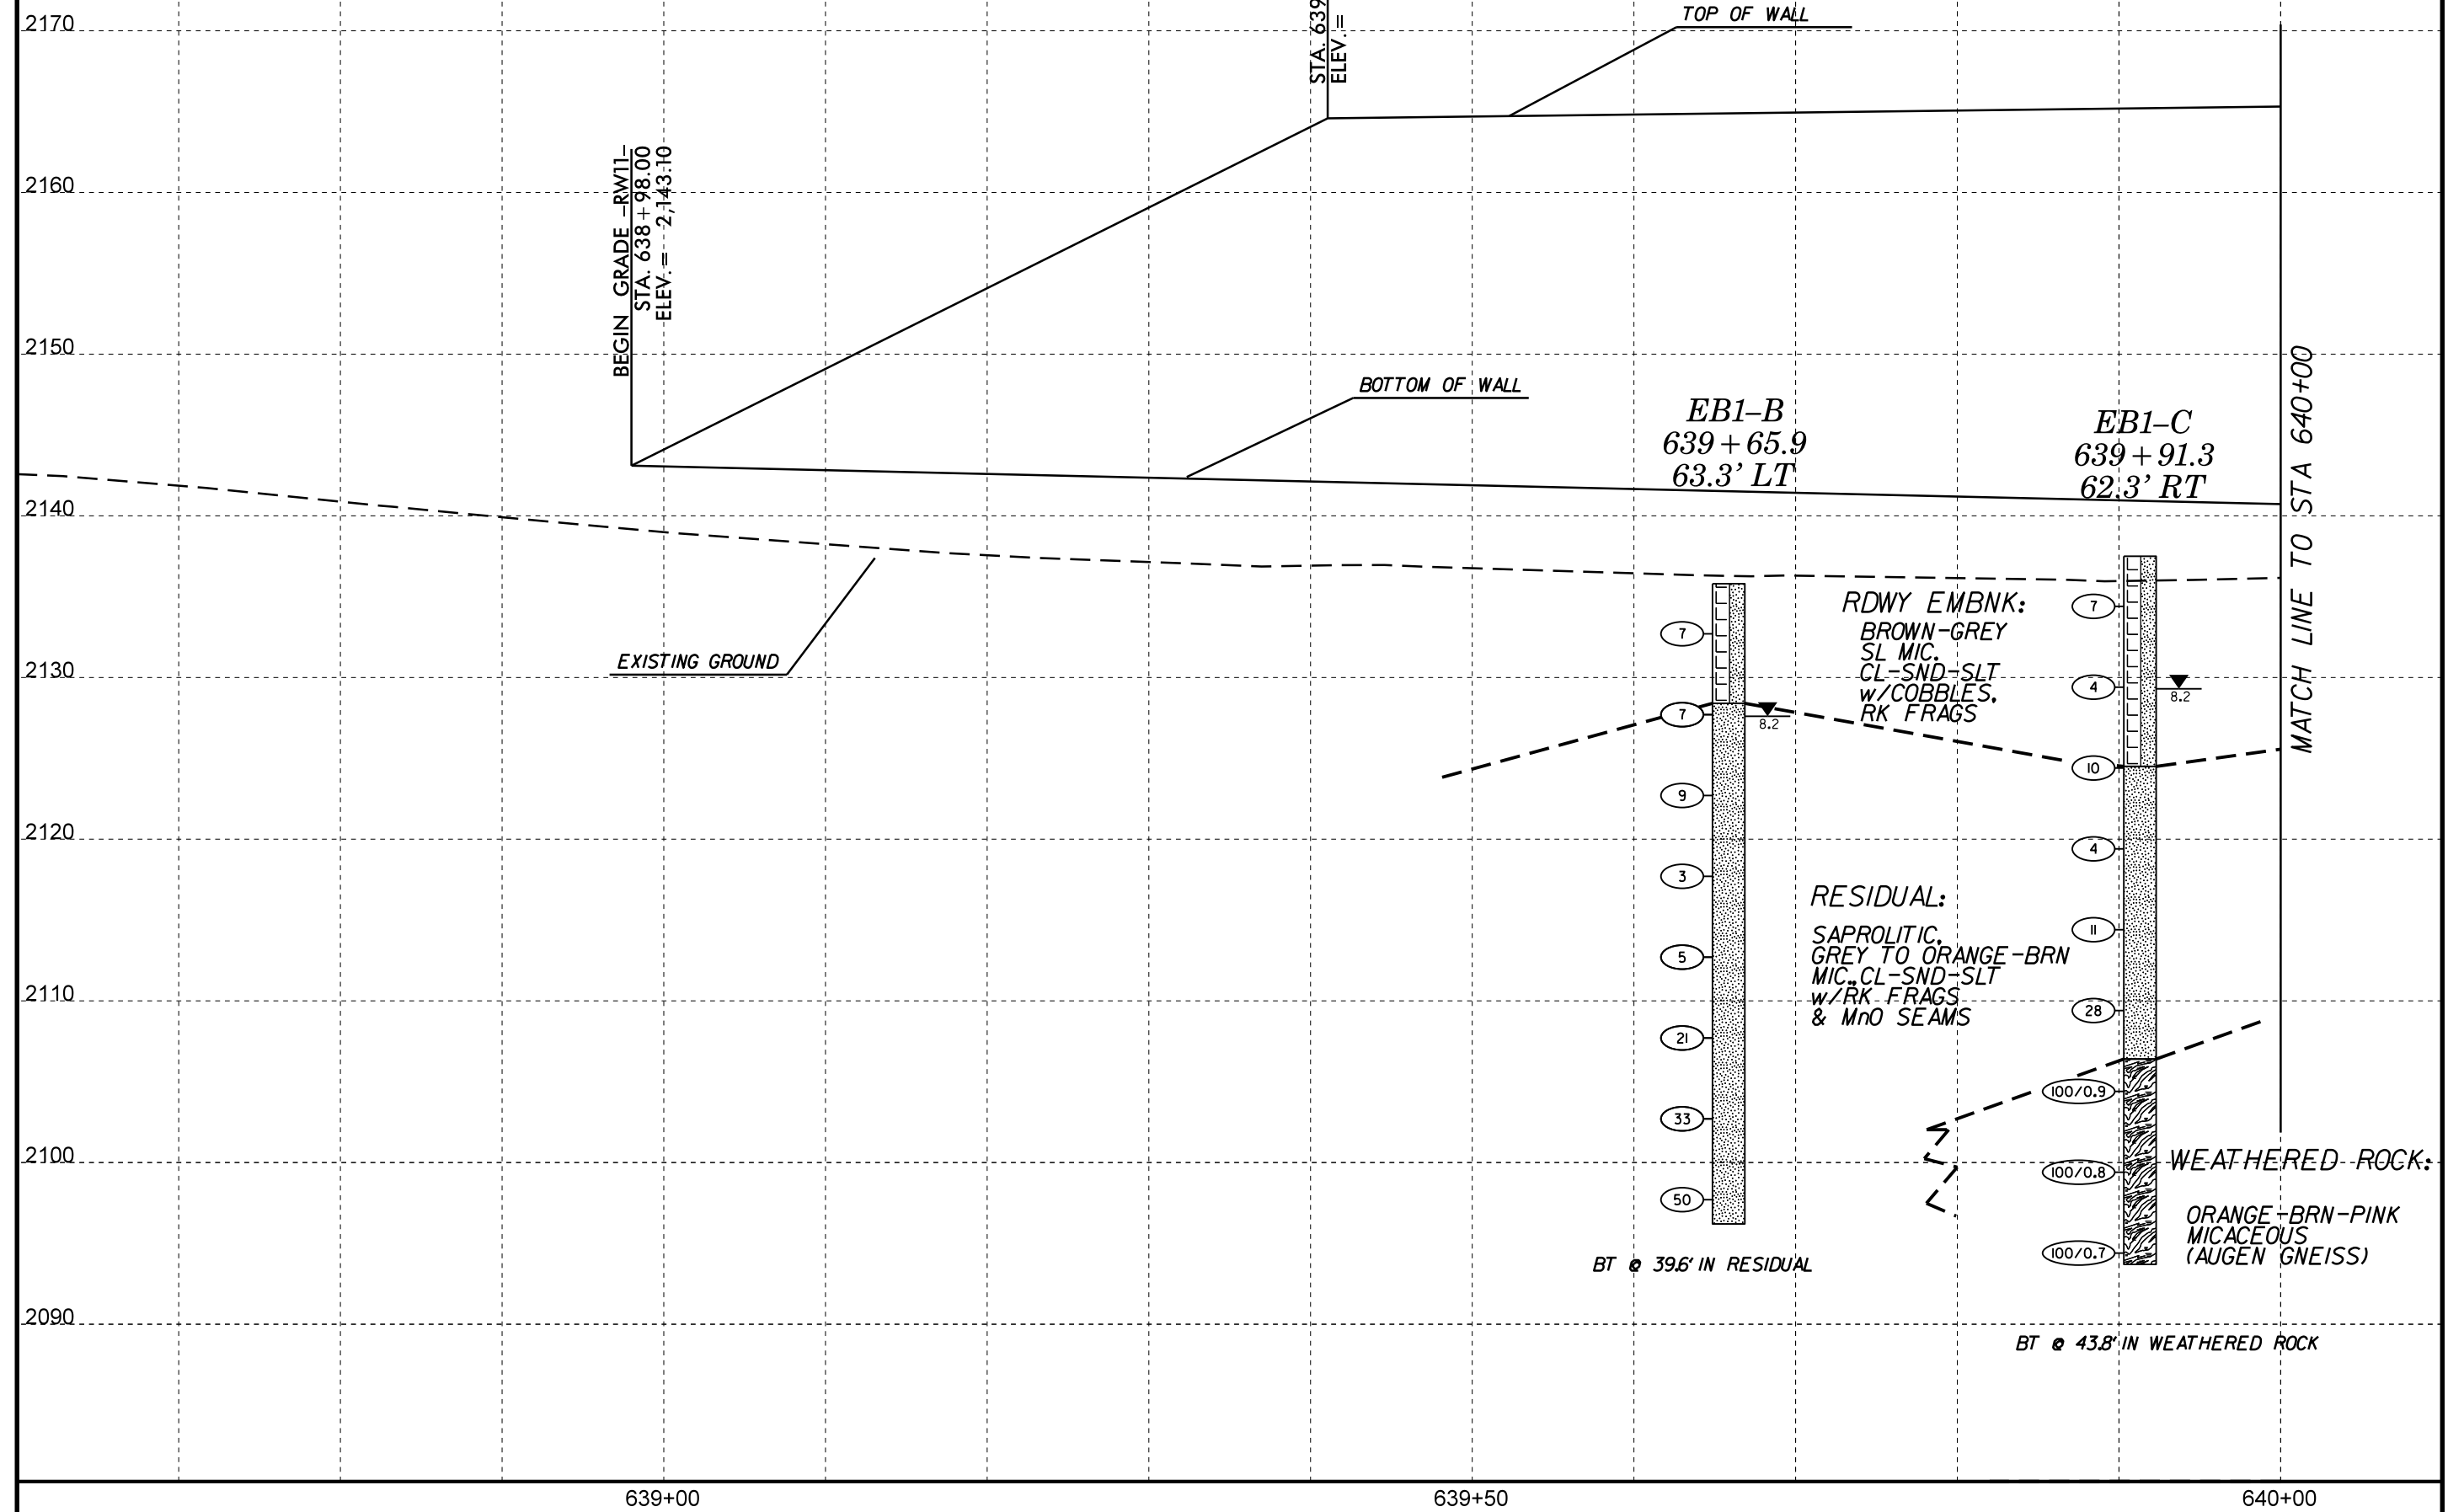 2170
2160
2150
2140
2130
2120
2110
2100
2090
STA. 639
ELEV. =
TOP OF WALL
BEGIN GRADE -RW11-
STA. 638+98.00
ELEV. = 2,143.10
BOTTOM OF WALL
EXISTING GROUND
EB1-B
639+65.9
63.3' LT
EB1-C
639+91.3
62.3' RT
MATCH LINE TO STA 640+00
RDWY EMBNK:
BROWN-GREY
SL MIC.
CL-SND-SLT
w/COBBLES,
RK FRAGS
7
7
8.2
9
3
5
21
33
50
BT @ 39.6' IN RESIDUAL
RESIDUAL:
SAPROLITIC,
GREY TO ORANGE-BRN
MIC., CL-SND-SLT
w/RK FRAGS
& MnO SEAMS
7
4
8.2
10
4
11
28
100/0.9
100/0.8
100/0.7
WEATHERED ROCK:
ORANGE-BRN-PINK
MICACEOUS
(AUGEN GNEISS)
BT @ 43.8' IN WEATHERED ROCK
639+00
639+50
640+00